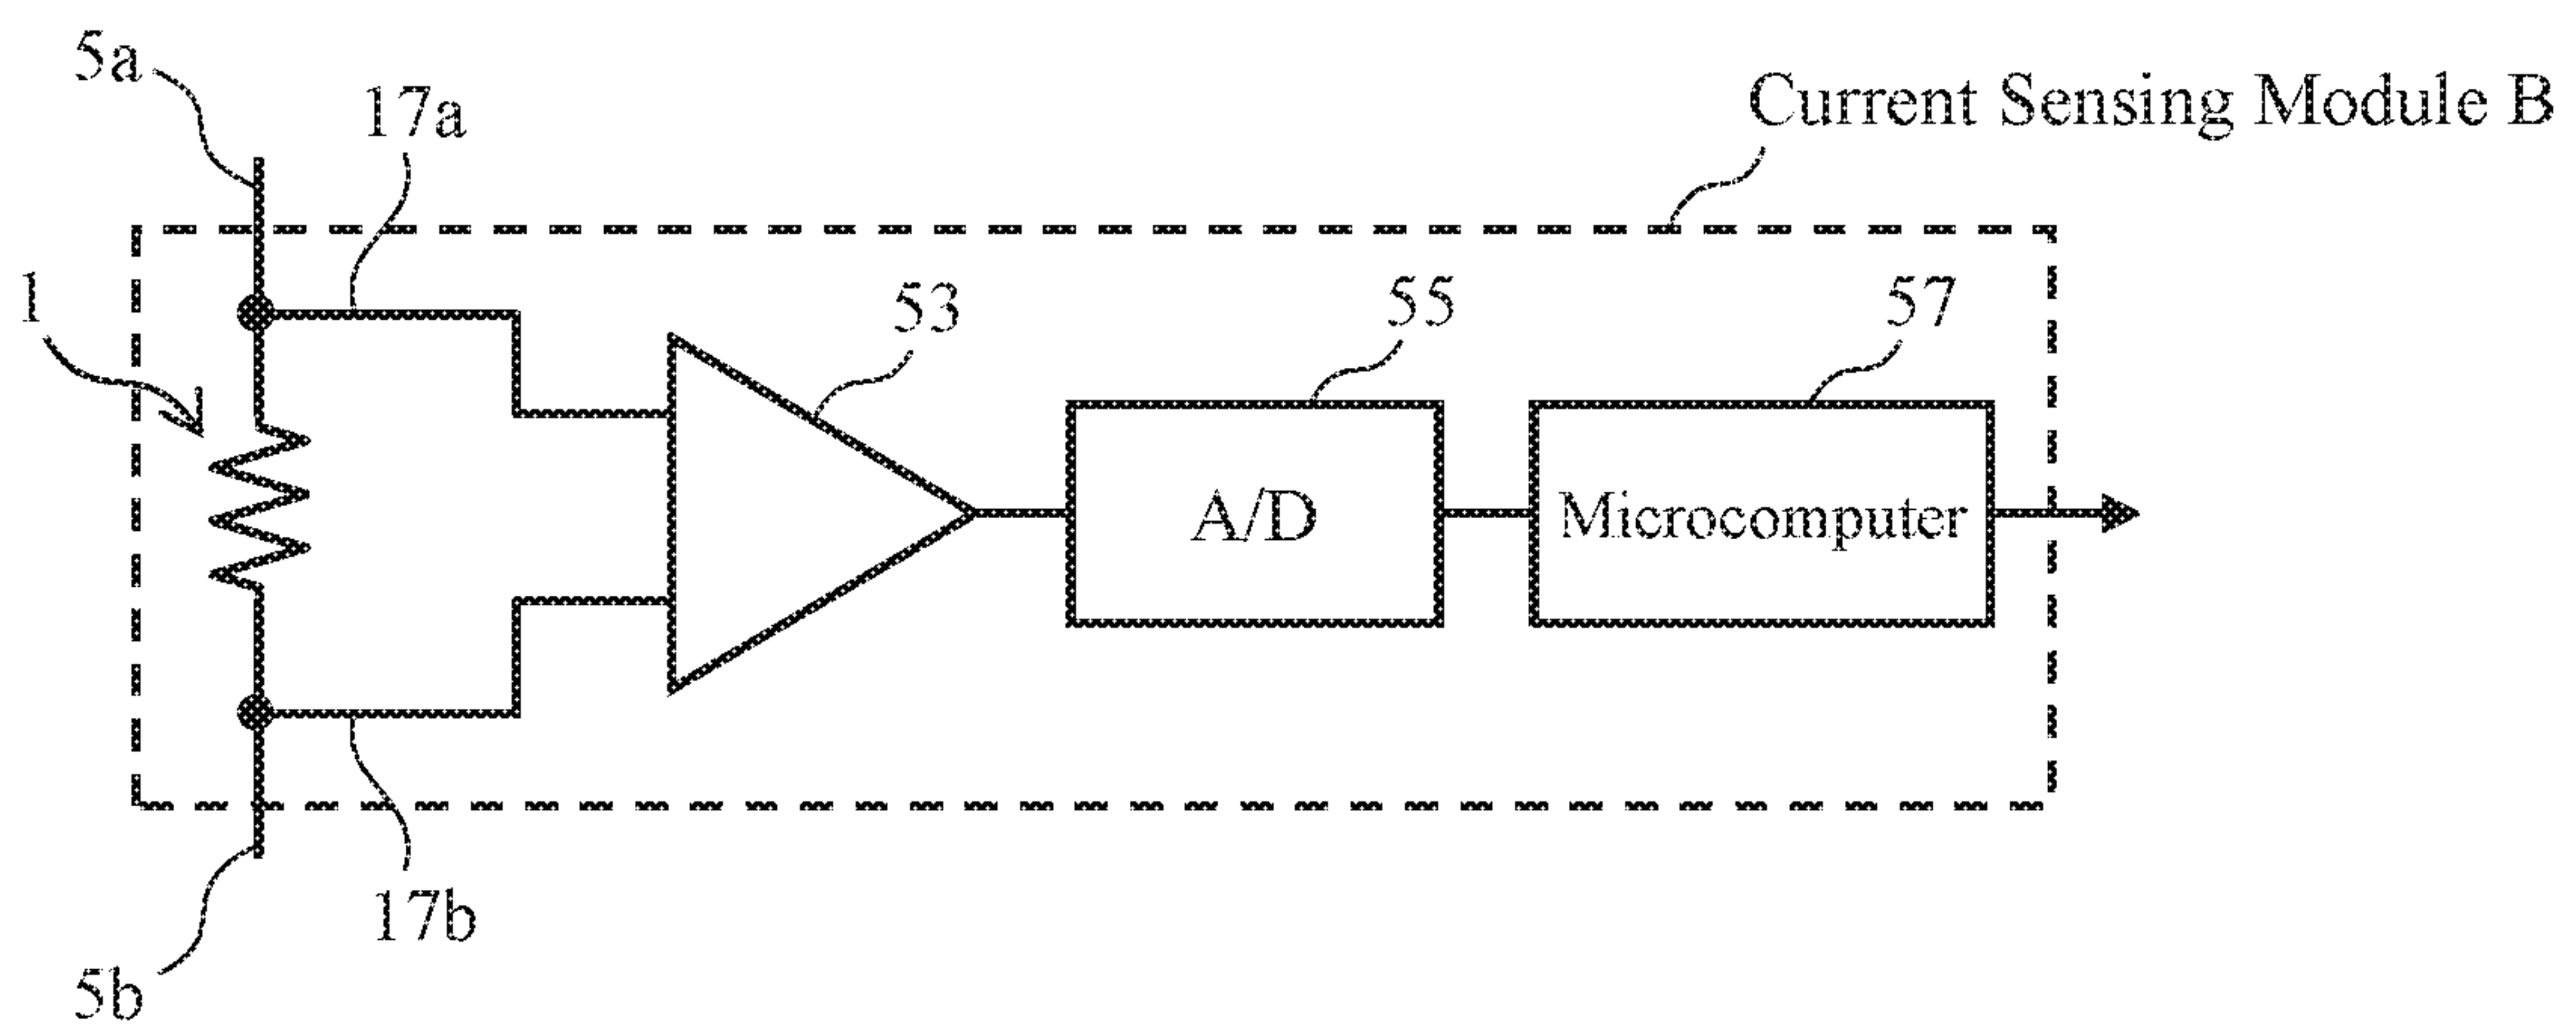 5a
17a
Current Sensing Module B
1
53
55
57
A/D
Microcomputer
17b
5b